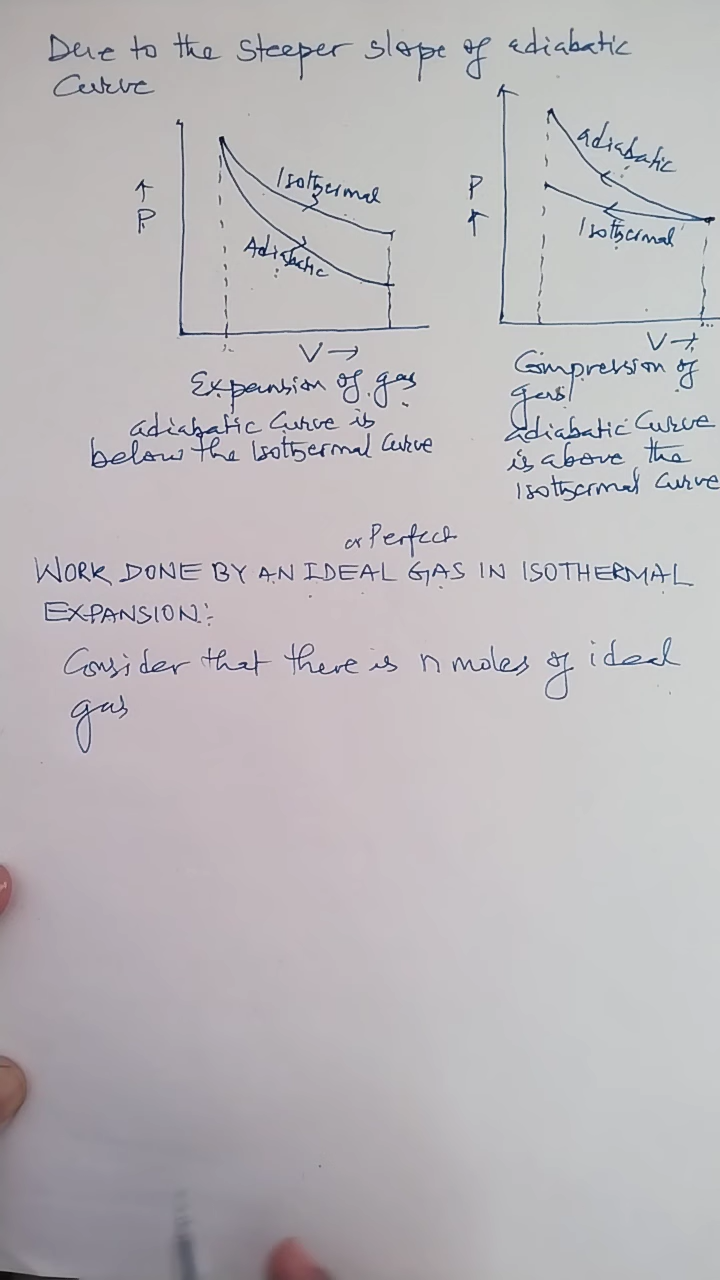 Due to the steeper slope of adiabatic
Curve
↑
P
Isothermal
Adiabatic
V →
Expansion of gas
adiabatic Curve is
below the Isothermal Curve
P
↑
adiabatic
Isothermal
V →
Compression of
gas
adiabatic Curve
is above the
Isothermal Curve
or Perfect
WORK DONE BY AN IDEAL GAS IN ISOTHERMAL
EXPANSION:-
Consider that there is n moles of ideal
gas